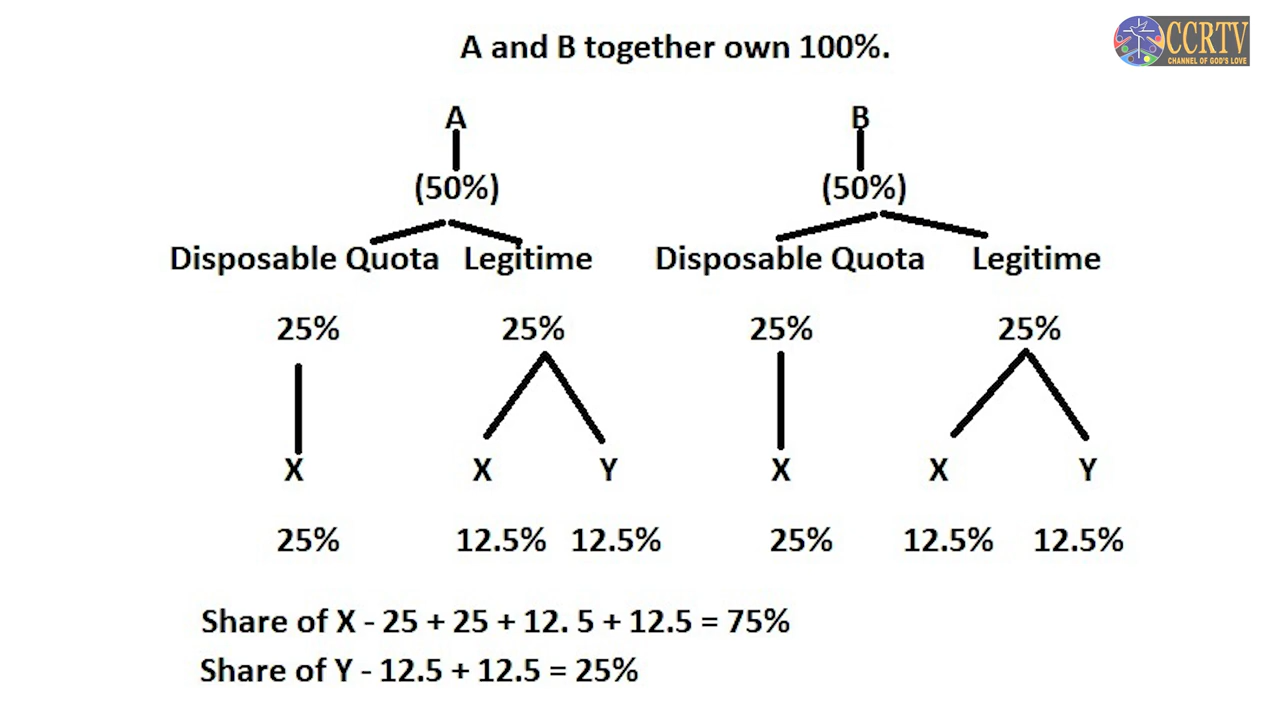 CCRTV
CHANNEL OF GOD'S LOVE
A and B together own 100%.
A B
(50%) (50%)
Disposable Quota Legitime Disposable Quota Legitime
25% 25% 25% 25%
X X Y X X Y
25% 12.5% 12.5% 25% 12.5% 12.5%
Share of X - 25 + 25 + 12. 5 + 12.5 = 75%
Share of Y - 12.5 + 12.5 = 25%